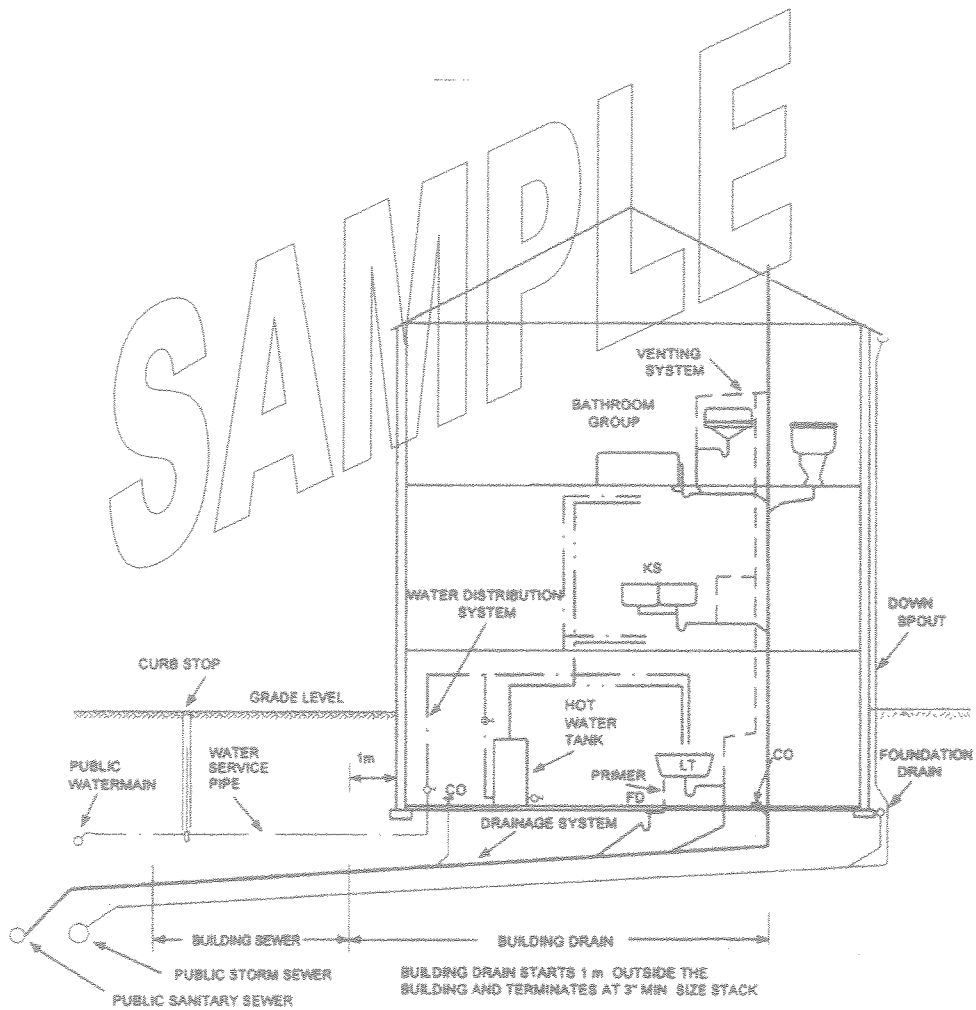 SAMPLE
VENTING
SYSTEM
BATHROOM
GROUP
KS
WATER DISTRIBUTION
SYSTEM
DOWN
SPOUT
CURB STOP
GRADE LEVEL
HOT
WATER
TANK
1m
WATER
SERVICE
PIPE
PUBLIC
WATERMAIN
CO
PRIMER
FD
LT
CO
FOUNDATION
DRAIN
DRAINAGE SYSTEM
BUILDING SEWER
BUILDING DRAIN
PUBLIC STORM SEWER
PUBLIC SANITARY SEWER
BUILDING DRAIN STARTS 1 m OUTSIDE THE
BUILDING AND TERMINATES AT 3" MIN SIZE STACK